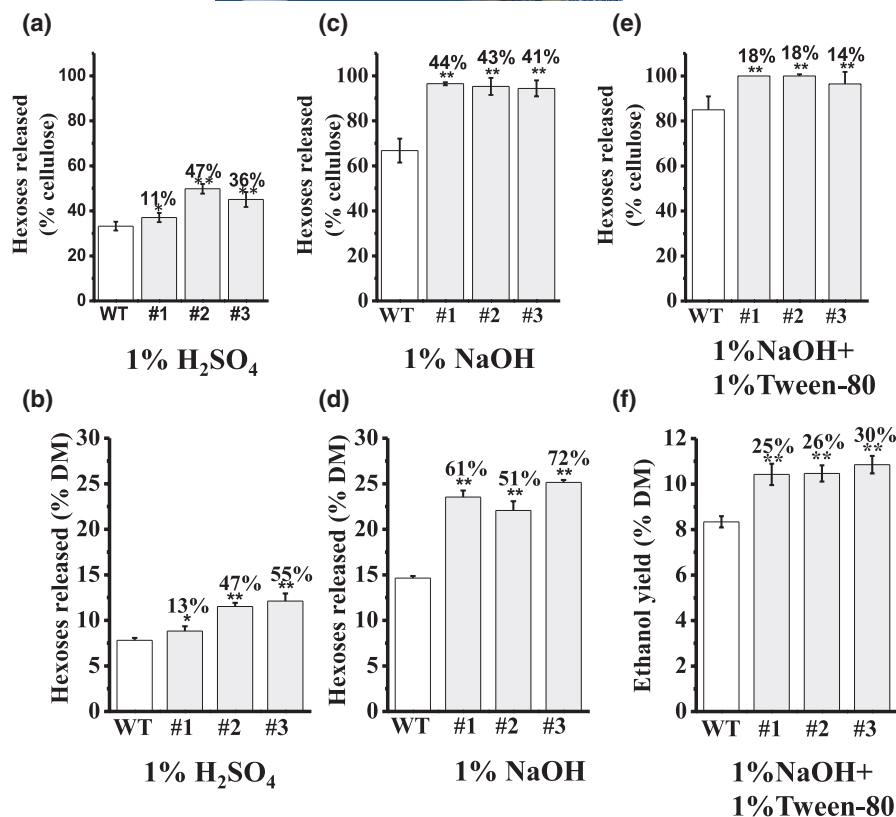 (a)
Hexoses released
(% cellulose)
100
80
60
40
20
0
11%
*
47%
**
36%
**
WT #1 #2 #3
1% H₂SO₄
(c)
Hexoses released
(% cellulose)
100
80
60
40
20
0
44%
**
43%
**
41%
**
WT #1 #2 #3
1% NaOH
(e)
Hexoses released
(% cellulose)
100
80
60
40
20
0
18%
**
18%
**
14%
**
WT #1 #2 #3
1%NaOH+
1%Tween-80
(b)
Hexoses released (% DM)
30
25
20
15
10
5
0
13%
*
47%
**
55%
**
WT #1 #2 #3
1% H₂SO₄
(d)
Hexoses released (% DM)
30
25
20
15
10
5
0
61%
**
51%
**
72%
**
WT #1 #2 #3
1% NaOH
(f)
Ethanol yield (% DM)
12
10
8
6
4
2
0
25%
**
26%
**
30%
**
WT #1 #2 #3
1%NaOH+
1%Tween-80